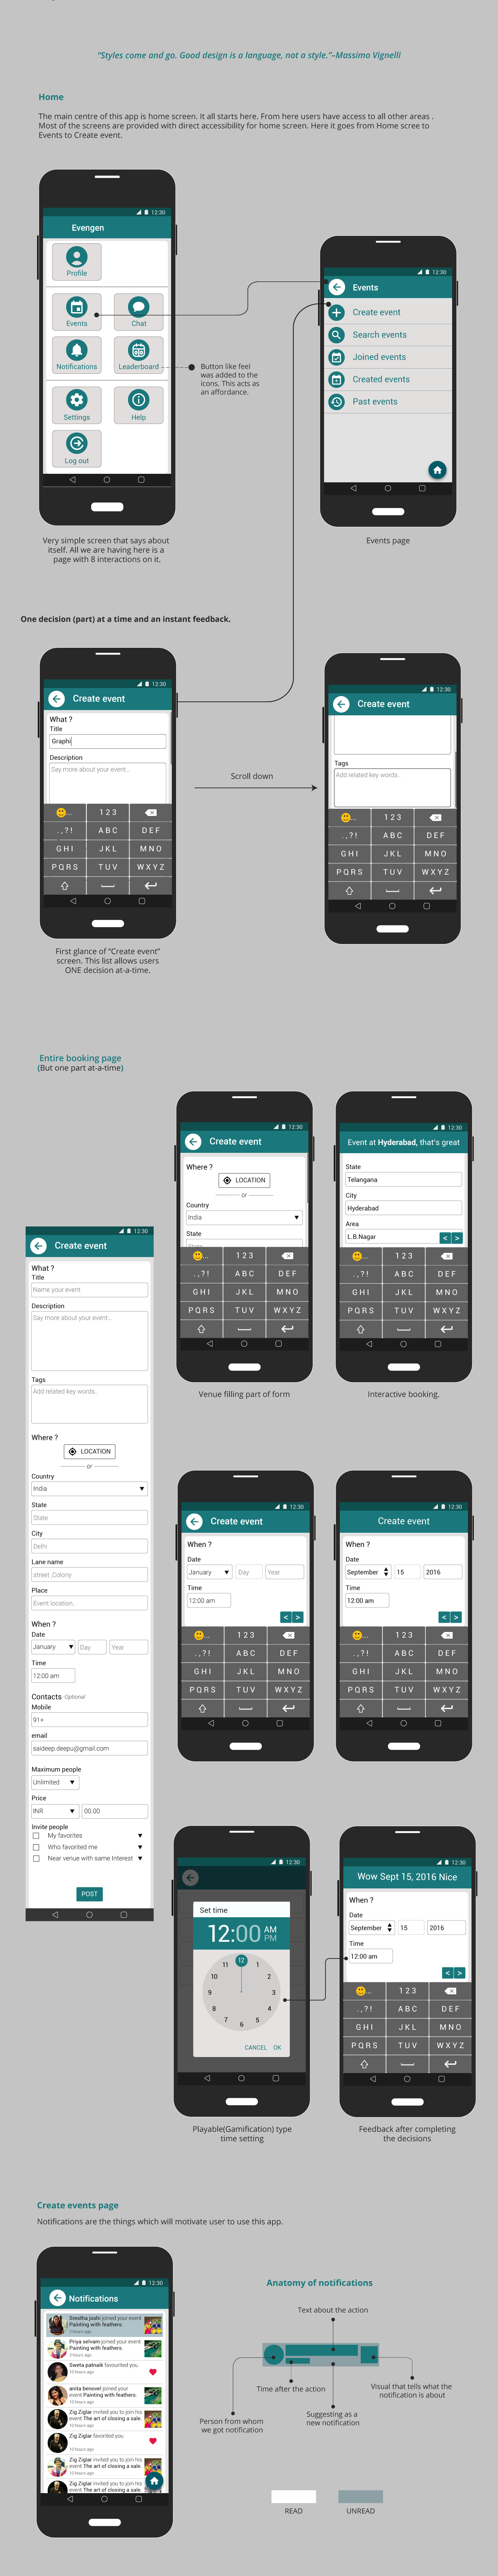 “Styles come and go. Good design is a language, not a style.”–Massimo Vignelli
Home
The main centre of this app is home screen. It all starts here. From here users have access to all other areas .
Most of the screens are provided with direct accessibility for home screen. Here it goes from Home scree to
Events to Create event.
12:30
Evengen
Profile
Events
Chat
Notifications
Leaderboard
Settings
Help
Log out
Button like feel
was added to the
icons. This acts as
an affordance.
Very simple screen that says about
itself. All we are having here is a
page with 8 interactions on it.
12:30
Events
Create event
Search events
Joined events
Created events
Past events
Events page
One decision (part) at a time and an instant feedback.
12:30
Create event
What ?
Title
Graphi
Description
Say more about your event...
1 2 3
. , ? !
A B C
D E F
G H I
J K L
M N O
P Q R S
T U V
W X Y Z
First glance of “Create event”
screen. This list allows users
ONE decision at-a-time.
Scroll down
12:30
Create event
Tags
Add related key words..
1 2 3
. , ? !
A B C
D E F
G H I
J K L
M N O
P Q R S
T U V
W X Y Z
Entire booking page
(But one part at-a-time)
12:30
Create event
What ?
Title
Name your event
Description
Say more about your event...
Tags
Add related key words..
Where ?
LOCATION
or
Country
India
State
State
City
Delhi
Lane name
street ,Colony
Place
Event location..
When ?
Date
January
Day
Year
Time
12:00 am
Contacts -Optional
Mobile
91+
email
saideep.deepu@gmail.com
Maximum people
Unlimited
Price
INR
00.00
Invite people
My favorites
Who favorited me
Near venue with same Interest
POST
12:30
Create event
Where ?
LOCATION
or
Country
India
State
1 2 3
. , ? !
A B C
D E F
G H I
J K L
M N O
P Q R S
T U V
W X Y Z
Venue filling part of form
12:30
Event at Hyderabad, that's great
State
Telangana
City
Hyderabad
Area
L.B.Nagar
< >
1 2 3
. , ? !
A B C
D E F
G H I
J K L
M N O
P Q R S
T U V
W X Y Z
Interactive booking.
12:30
Create event
When ?
Date
January
Day
Year
Time
12:00 am
< >
1 2 3
. , ? !
A B C
D E F
G H I
J K L
M N O
P Q R S
T U V
W X Y Z
12:30
Create event
When ?
Date
September
15
2016
Time
12:00 am
< >
1 2 3
. , ? !
A B C
D E F
G H I
J K L
M N O
P Q R S
T U V
W X Y Z
12:30
Set time
12:00 AM
PM
12
1
2
3
4
5
6
7
8
9
10
11
CANCEL OK
Playable(Gamification) type
time setting
12:30
Wow Sept 15, 2016 Nice
When ?
Date
September
15
2016
Time
12:00 am
< >
1 2 3
. , ? !
A B C
D E F
G H I
J K L
M N O
P Q R S
T U V
W X Y Z
Feedback after completing
the decisions
Create events page
Notifications are the things which will motivate user to use this app.
12:30
Notifications
Srestha joshi joined your event
Painting with feathers.
Priya selvam joined your event
Painting with feathers.
Sweta patnaik favourited you.
10 hours ago
anita benovel joined your
event Painting with feathers.
10 hours ago
Zig Ziglar invited you to join his
event The art of closing a sale.
10 hours ago
Zig Ziglar favorited you
10 hours ago
Zig Ziglar invited you to join his
event The art of closing a sale.
10 hours ago
Zig Ziglar invited you to join his
event The art of closing a sale.
Anatomy of notifications
Text about the action
Time after the action
Visual that tells what the
notification is about
Person from whom
we got notification
Suggesting as a
new notification
READ
UNREAD